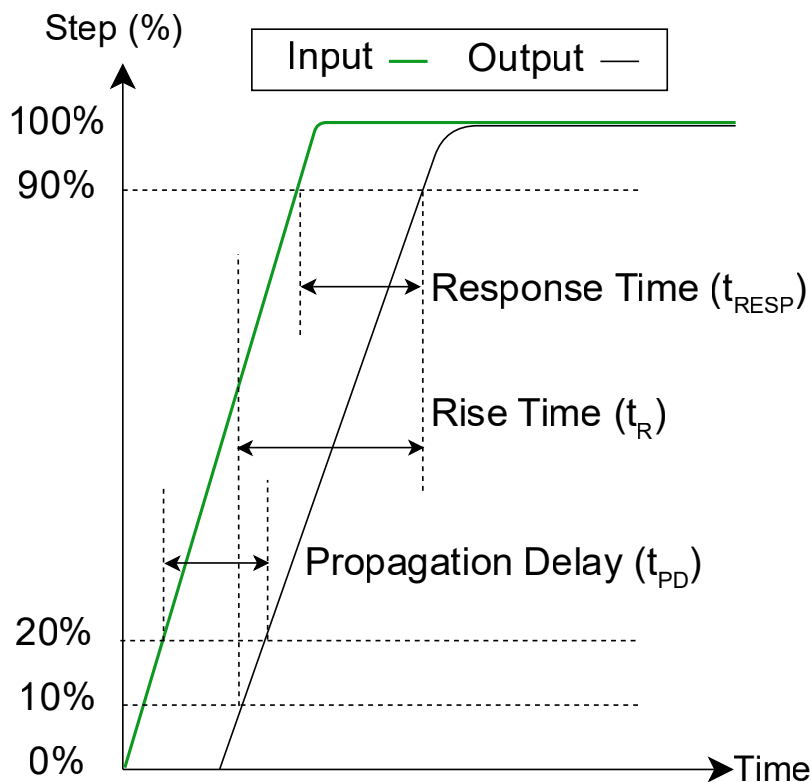 Step (%)
Input Output
100%
90%
Response Time (tRESP)
Rise Time (tR)
Propagation Delay (tPD)
20%
10%
0%
Time